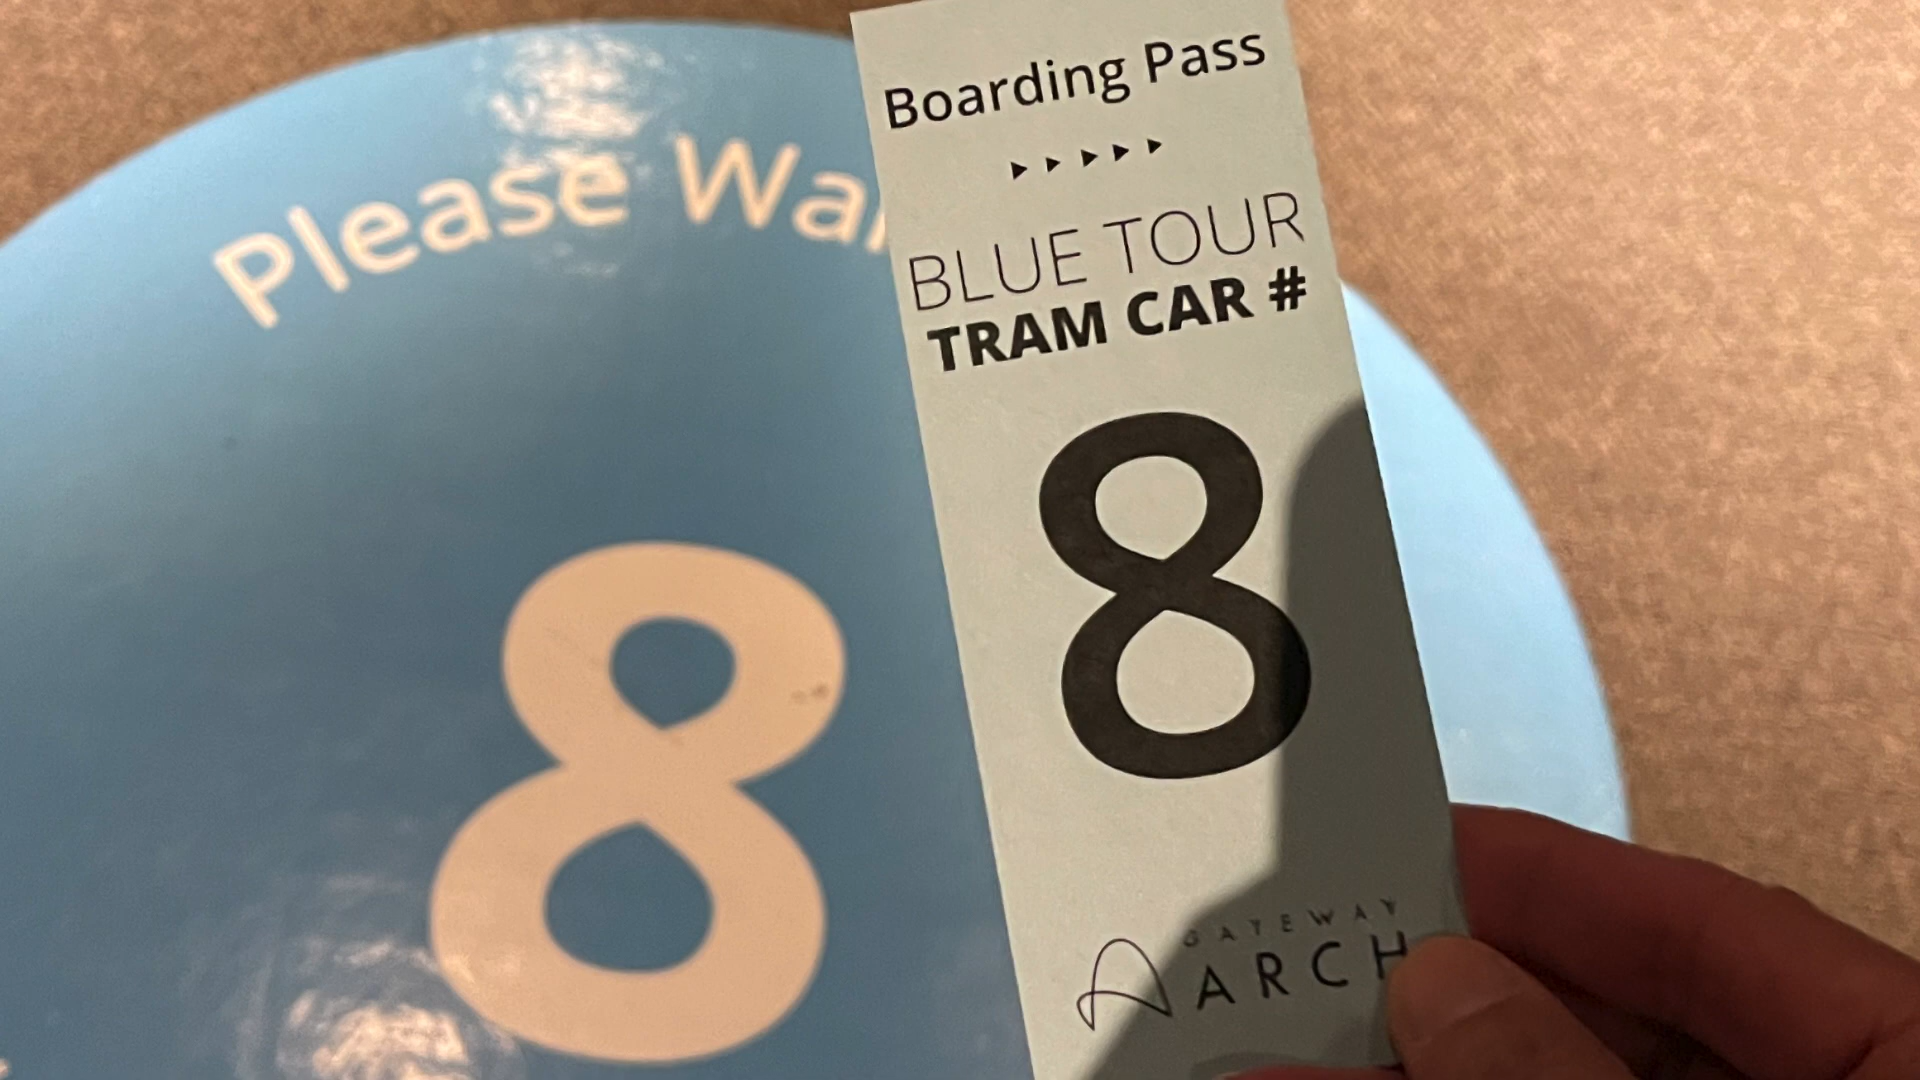 Please Wa
8
Boarding Pass
BLUE TOUR
TRAM CAR #
8
GATEWAY
ARCH